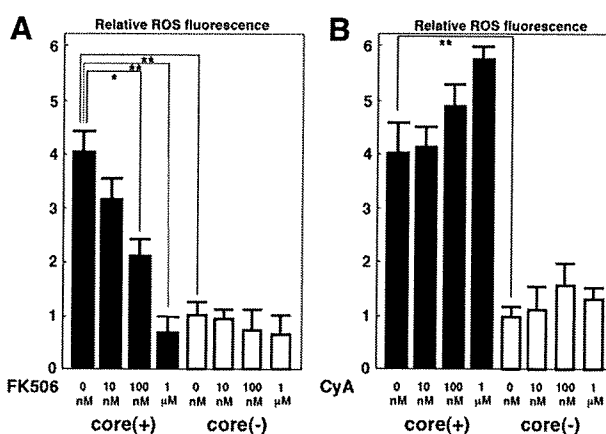 A
Relative ROS fluorescence
6
5
4
3
2
1
0
**
**
*
FK506
0 nM
10 nM
100 nM
1 μM
0 nM
10 nM
100 nM
1 μM
core(+)
core(-)
B
Relative ROS fluorescence
6
5
4
3
2
1
0
**
CyA
0 nM
10 nM
100 nM
1 μM
0 nM
10 nM
100 nM
1 μM
core(+)
core(-)